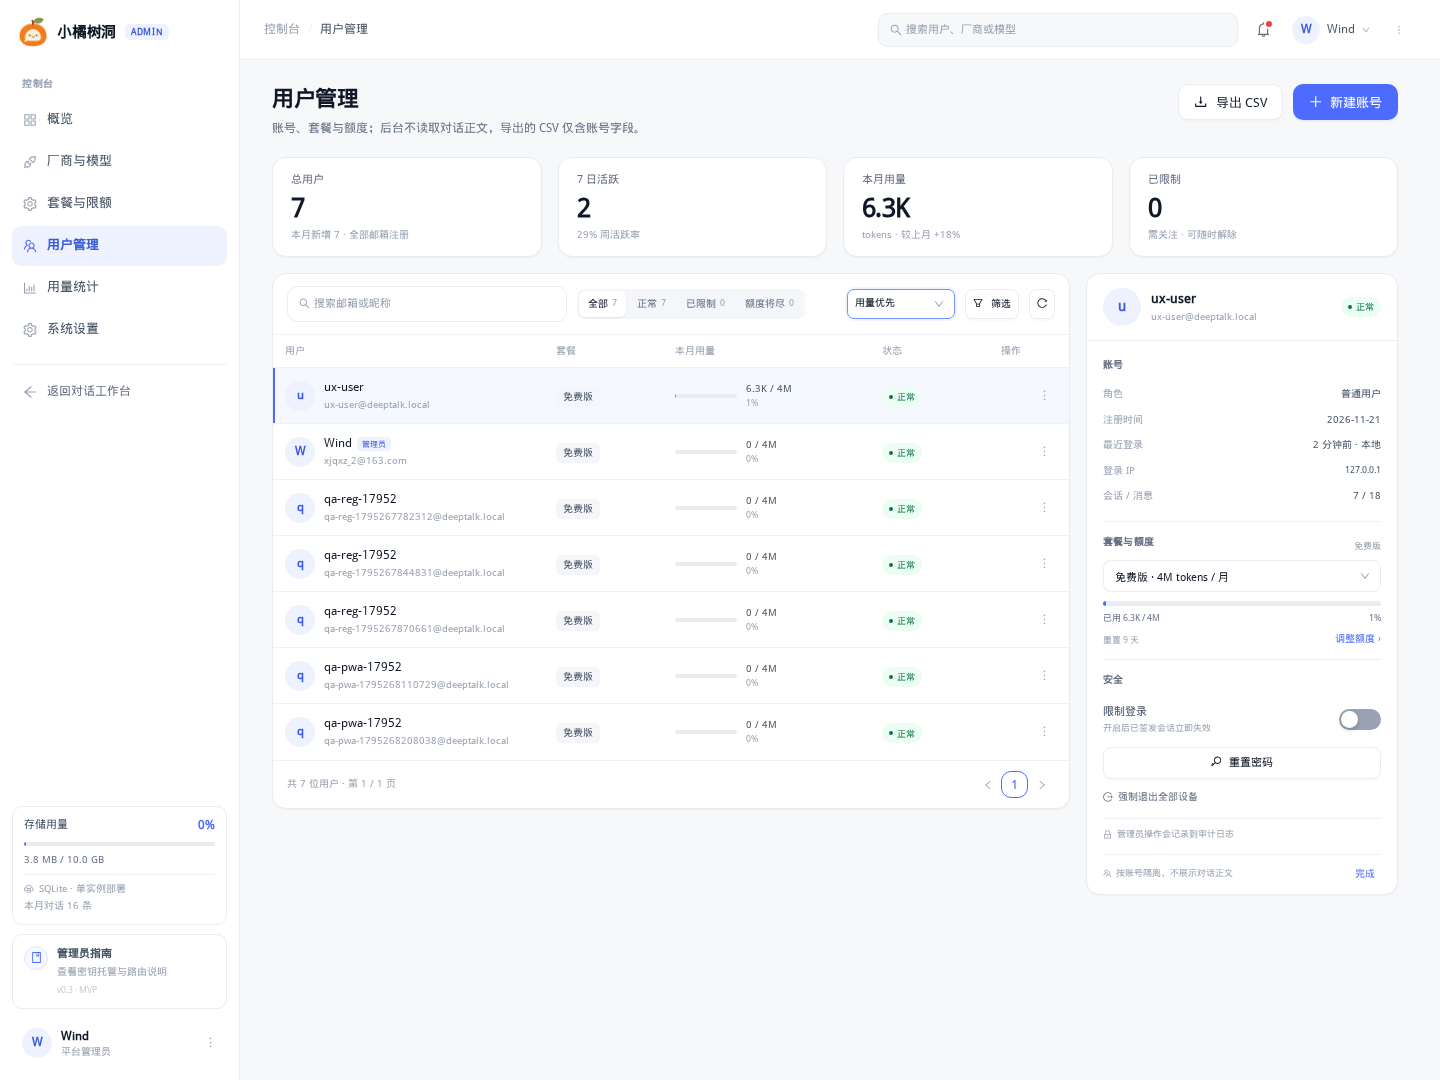 小橘树洞 ADMIN
控制台
概览
厂商与模型
套餐与限额
用户管理
用量统计
系统设置
返回对话工作台
存储用量 0%
3.8 MB / 10.0 GB
SQLite · 单实例部署
本月对话 16 条
管理员指南
查看密钥托管与路由说明
v0.3 · MVP
W Wind
平台管理员
控制台 / 用户管理
搜索用户、厂商或模型
W Wind
用户管理
账号、套餐与额度；后台不读取对话正文，导出的 CSV 仅含账号字段。
导出 CSV
新建账号
总用户
7
本月新增 7 · 全部邮箱注册
7 日活跃
2
29% 周活跃率
本月用量
6.3K
tokens · 较上月 +18%
已限制
0
需关注 · 可随时解除
搜索邮箱或昵称
全部 7 正常 7 已限制 0 额度将尽 0
用量优先
筛选
用户 套餐 本月用量 状态 操作
u ux-user 免费版 6.3K / 4M 正常
ux-user@deeptalk.local 1%
W Wind 管理员 免费版 0 / 4M 正常
xjqxz_2@163.com 0%
q qa-reg-17952 免费版 0 / 4M 正常
qa-reg-1795267782312@deeptalk.local 0%
q qa-reg-17952 免费版 0 / 4M 正常
qa-reg-1795267844831@deeptalk.local 0%
q qa-reg-17952 免费版 0 / 4M 正常
qa-reg-1795267870661@deeptalk.local 0%
q qa-pwa-17952 免费版 0 / 4M 正常
qa-pwa-1795268110729@deeptalk.local 0%
q qa-pwa-17952 免费版 0 / 4M 正常
qa-pwa-1795268208038@deeptalk.local 0%
共 7 位用户 · 第 1 / 1 页
1
u ux-user 正常
ux-user@deeptalk.local
账号
角色 普通用户
注册时间 2026-11-21
最近登录 2 分钟前 · 本地
登录 IP 127.0.0.1
会话 / 消息 7 / 18
套餐与额度 免费版
免费版 · 4M tokens / 月
已用 6.3K / 4M 1%
重置 9 天 调整额度 ›
安全
限制登录
开启后已签发会话立即失效
重置密码
强制退出全部设备
管理员操作会记录到审计日志
按账号隔离，不展示对话正文 完成